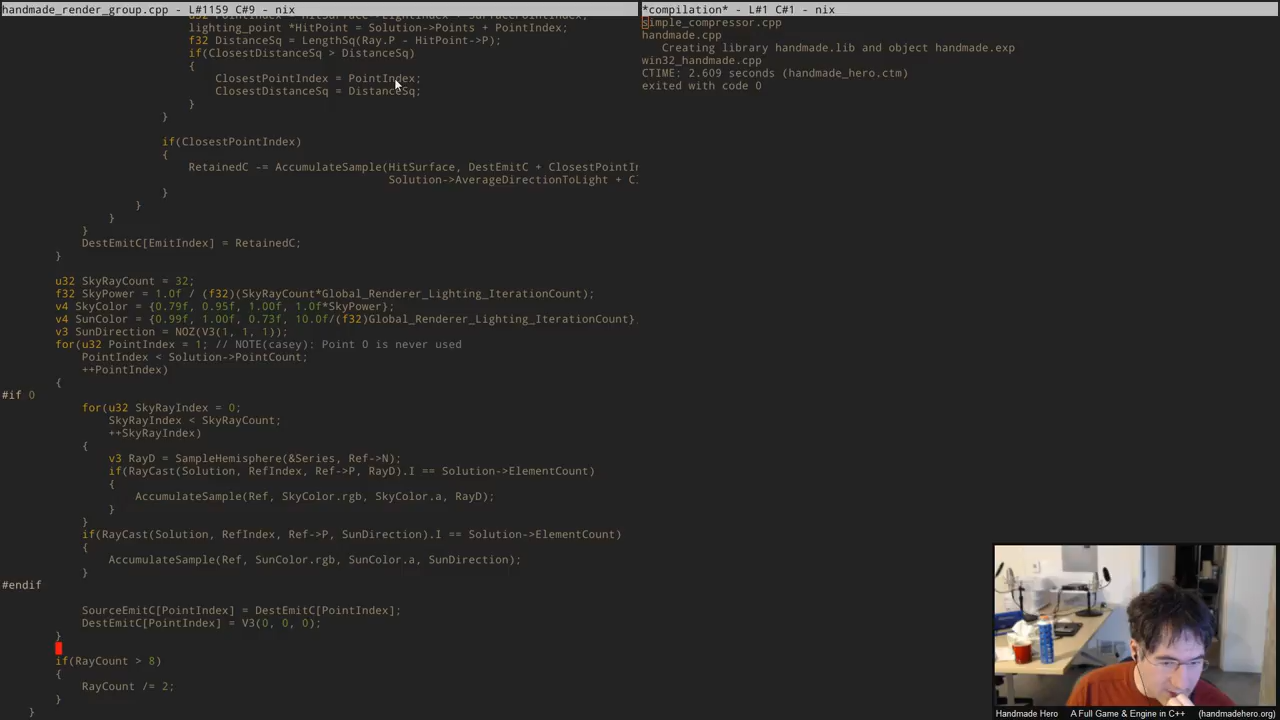 handmade_render_group.cpp - L#1159 C#9 - nix
lighting_point *HitPoint = Solution->Points + PointIndex;
f32 DistanceSq = LengthSq(Ray.P - HitPoint->P);
if(ClosestDistanceSq > DistanceSq)
{
ClosestPointIndex = PointIndex;
ClosestDistanceSq = DistanceSq;
}
}
if(ClosestPointIndex)
{
RetainedC -= AccumulateSample(HitSurface, DestEmitC + ClosestPointIn
Solution->AverageDirectionToLight + C
}
}
}
}
DestEmitC[EmitIndex] = RetainedC;
}
u32 SkyRayCount = 32;
f32 SkyPower = 1.0f / (f32)(SkyRayCount*Global_Renderer_Lighting_IterationCount);
v4 SkyColor = {0.79f, 0.95f, 1.00f, 1.0f*SkyPower};
v4 SunColor = {0.99f, 1.00f, 0.73f, 10.0f/(f32)Global_Renderer_Lighting_IterationCount}
v3 SunDirection = NOZ(V3(1, 1, 1));
for(u32 PointIndex = 1; // NOTE(casey): Point 0 is never used
PointIndex < Solution->PointCount;
++PointIndex)
{
#if 0
for(u32 SkyRayIndex = 0;
SkyRayIndex < SkyRayCount;
++SkyRayIndex)
{
v3 RayD = SampleHemisphere(&Series, Ref->N);
if(RayCast(Solution, RefIndex, Ref->P, RayD).I == Solution->ElementCount)
{
AccumulateSample(Ref, SkyColor.rgb, SkyColor.a, RayD);
}
}
if(RayCast(Solution, RefIndex, Ref->P, SunDirection).I == Solution->ElementCount)
{
AccumulateSample(Ref, SunColor.rgb, SunColor.a, SunDirection);
}
#endif
SourceEmitC[PointIndex] = DestEmitC[PointIndex];
DestEmitC[PointIndex] = V3(0, 0, 0);
}
if(RayCount > 8)
{
RayCount /= 2;
}
}
*compilation* - L#1 C#1 - nix
simple_compressor.cpp
handmade.cpp
Creating library handmade.lib and object handmade.exp
win32_handmade.cpp
CTIME: 2.609 seconds (handmade_hero.ctm)
exited with code 0
Handmade Hero A Full Game & Engine in C++ (handmadehero.org)